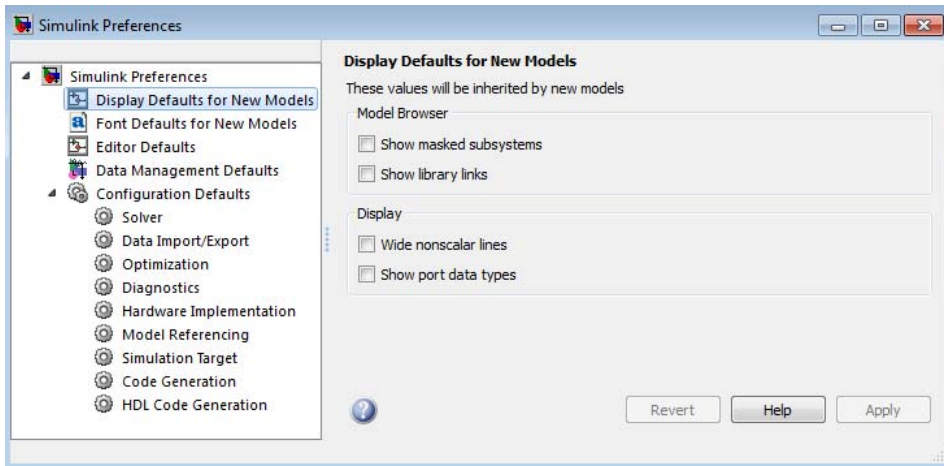 Simulink Preferences
Simulink Preferences
Display Defaults for New Models
Font Defaults for New Models
Editor Defaults
Data Management Defaults
Configuration Defaults
Solver
Data Import/Export
Optimization
Diagnostics
Hardware Implementation
Model Referencing
Simulation Target
Code Generation
HDL Code Generation
Display Defaults for New Models
These values will be inherited by new models
Model Browser
Show masked subsystems
Show library links
Display
Wide nonscalar lines
Show port data types
Revert
Help
Apply